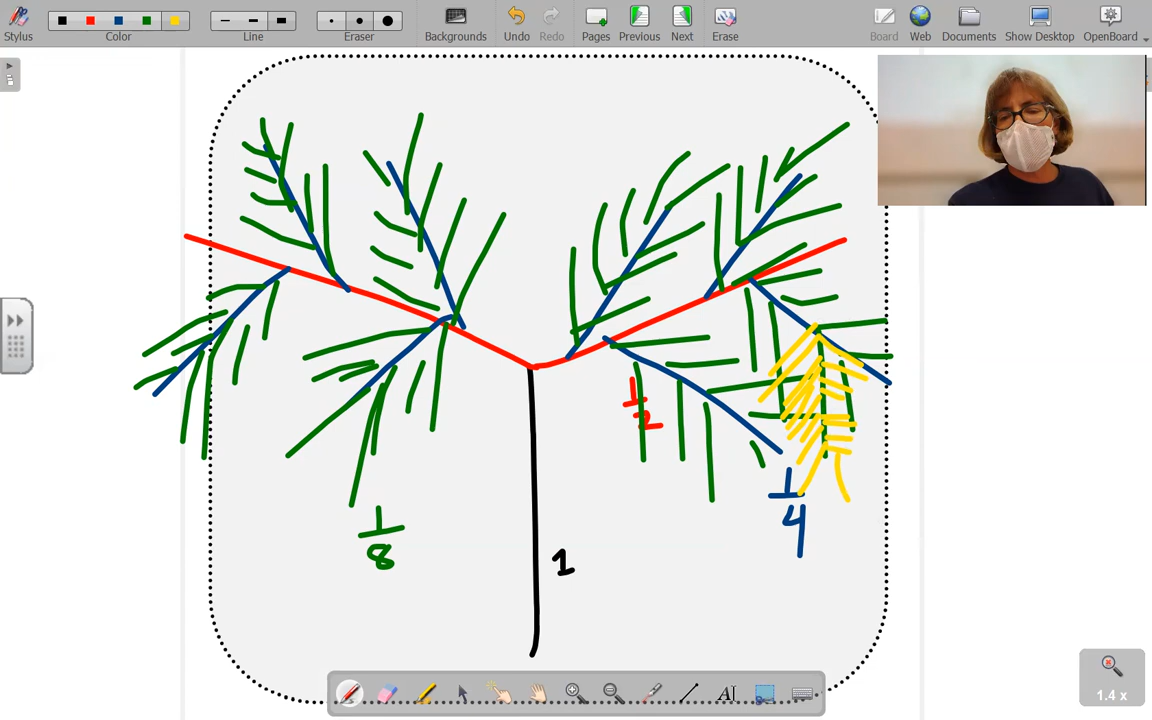 Stylus
Color
Line
Eraser
Backgrounds
Undo
Redo
Pages
Previous
Next
Erase
Board
Web
Documents
Show Desktop
OpenBoard
1/2
1/4
1/8
1
AI
1.4 x